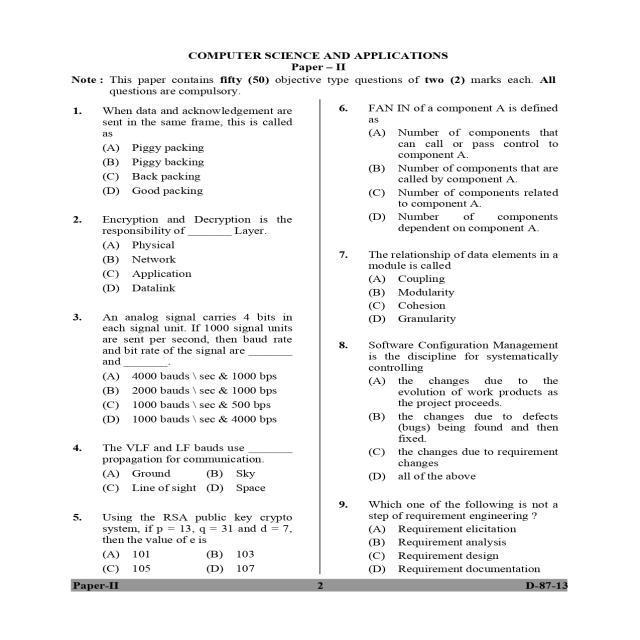 COMPUTER SCIENCE AND APPLICATIONS
Paper – II
Note : This paper contains fifty (50) objective type questions of two (2) marks each. All
questions are compulsory.
1. When data and acknowledgement are
sent in the same frame, this is called
as
(A) Piggy packing
(B) Piggy backing
(C) Back packing
(D) Good packing
2. Encryption and Decryption is the
responsibility of _______ Layer.
(A) Physical
(B) Network
(C) Application
(D) Datalink
3. An analog signal carries 4 bits in
each signal unit. If 1000 signal units
are sent per second, then baud rate
and bit rate of the signal are _______
and _______.
(A) 4000 bauds \ sec & 1000 bps
(B) 2000 bauds \ sec & 1000 bps
(C) 1000 bauds \ sec & 500 bps
(D) 1000 bauds \ sec & 4000 bps
4. The VLF and LF bauds use _______
propagation for communication.
(A) Ground (B) Sky
(C) Line of sight (D) Space
5. Using the RSA public key crypto
system, if p = 13, q = 31 and d = 7,
then the value of e is
(A) 101 (B) 103
(C) 105 (D) 107
6. FAN IN of a component A is defined
as
(A) Number of components that
can call or pass control to
component A.
(B) Number of components that are
called by component A.
(C) Number of components related
to component A.
(D) Number of components
dependent on component A.
7. The relationship of data elements in a
module is called
(A) Coupling
(B) Modularity
(C) Cohesion
(D) Granularity
8. Software Configuration Management
is the discipline for systematically
controlling
(A) the changes due to the
evolution of work products as
the project proceeds.
(B) the changes due to defects
(bugs) being found and then
fixed.
(C) the changes due to requirement
changes
(D) all of the above
9. Which one of the following is not a
step of requirement engineering ?
(A) Requirement elicitation
(B) Requirement analysis
(C) Requirement design
(D) Requirement documentation
Paper-II 2 D-87-13